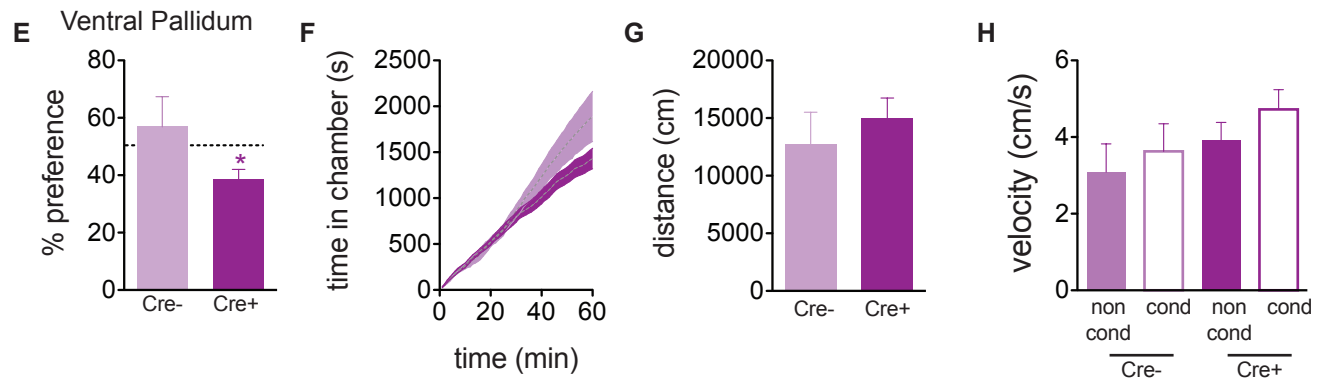 Ventral Pallidum
E
% preference
80
60
40
20
0
*
Cre-
Cre+
F
time in chamber (s)
2500
2000
1500
1000
500
0
0
20
40
60
time (min)
G
distance (cm)
20000
15000
10000
5000
0
Cre-
Cre+
H
velocity (cm/s)
6
4
2
0
non
cond
cond
non
cond
cond
Cre-
Cre+